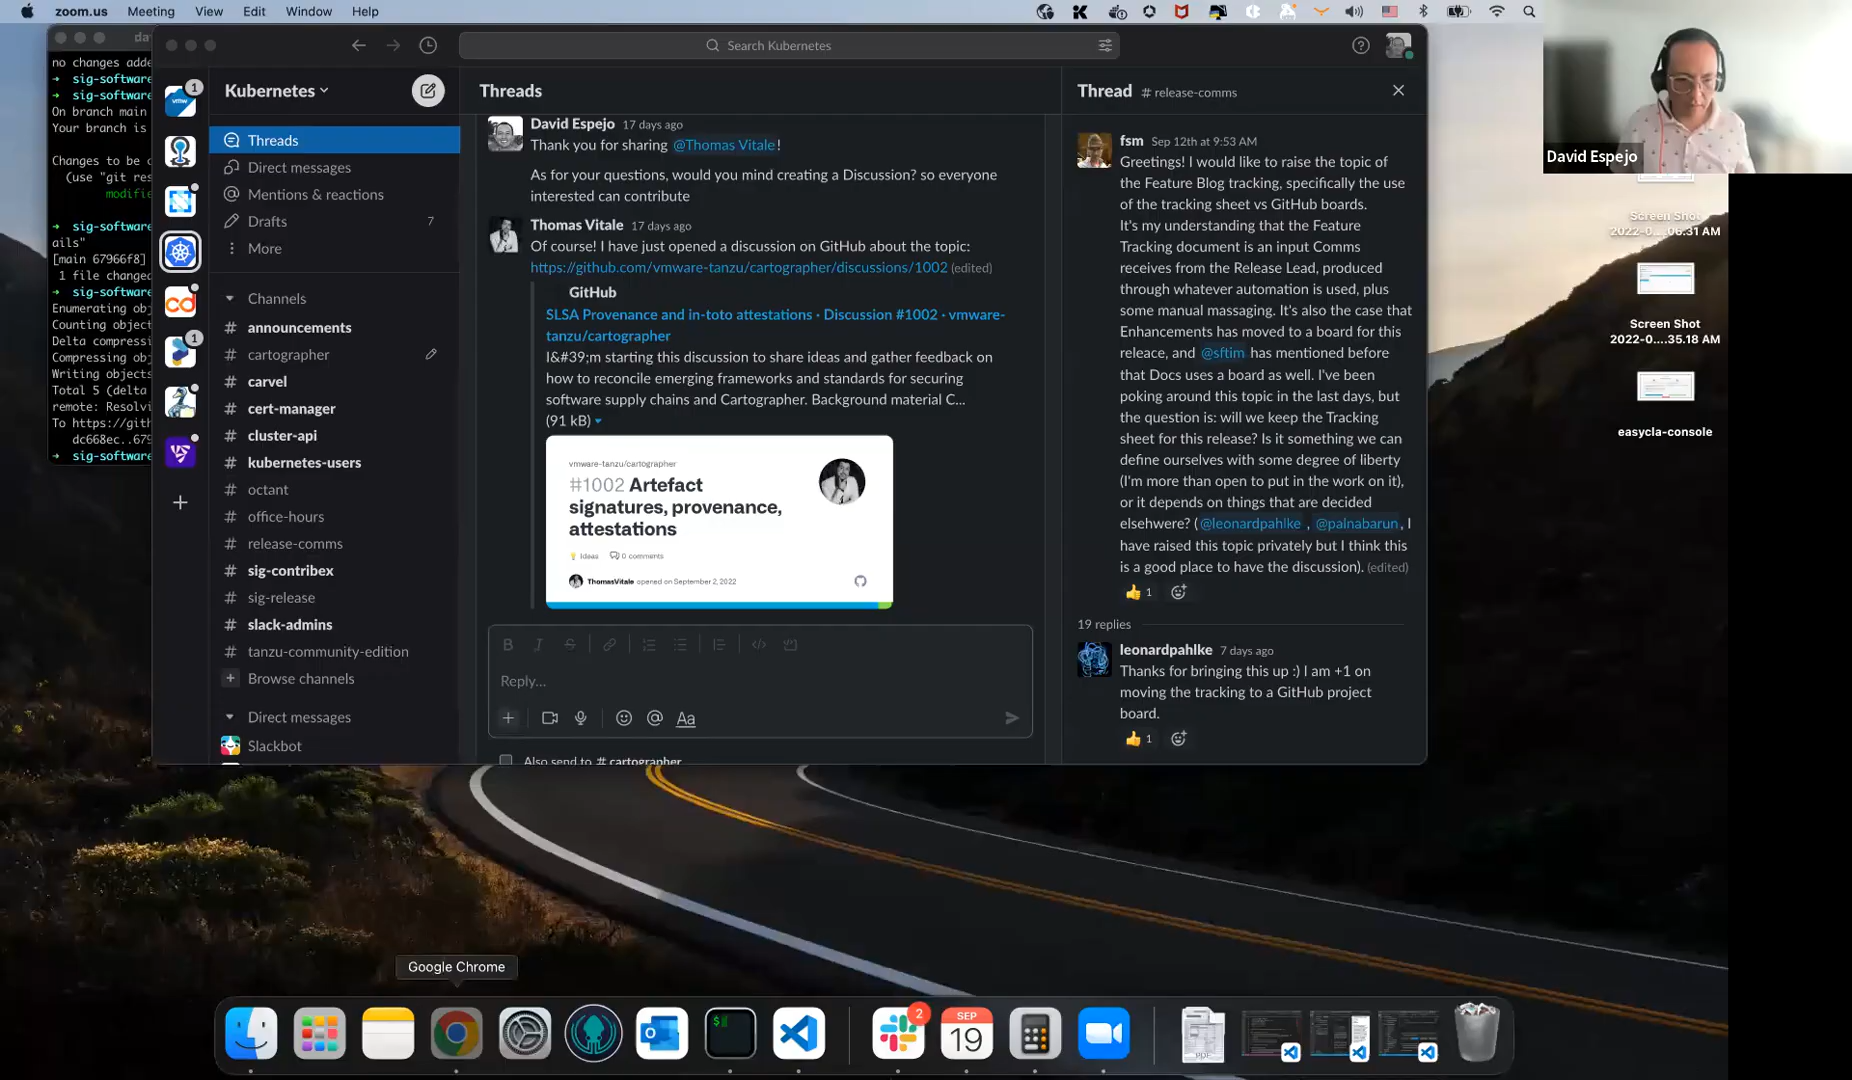 zoom.us Meeting View Edit Window Help
no changes adde
➜ sig-software
➜ sig-software
On branch main
Your branch is
Changes to be c
(use "git res
modifie
➜ sig-software
ails"
[main 67966f8]
1 file changed
➜ sig-software
Enumerating obj
Counting object
Delta compressi
Compressing obj
Writing objects
Total 5 (delta
remote: Resolvi
To https://gith
dc668ec..679
➜ sig-software
Search Kubernetes
1
1
Kubernetes
Threads
Direct messages
Mentions & reactions
Drafts 7
More
Channels
# announcements
# cartographer
# carvel
# cert-manager
# cluster-api
# kubernetes-users
# octant
# office-hours
# release-comms
# sig-contribex
# sig-release
# slack-admins
# tanzu-community-edition
+ Browse channels
Direct messages
Slackbot
Threads
David Espejo 17 days ago
Thank you for sharing @Thomas Vitale!
As for your questions, would you mind creating a Discussion? so everyone
interested can contribute
Thomas Vitale 17 days ago
Of course! I have just opened a discussion on GitHub about the topic:
https://github.com/vmware-tanzu/cartographer/discussions/1002 (edited)
GitHub
SLSA Provenance and in-toto attestations · Discussion #1002 · vmware-
tanzu/cartographer
I&#39;m starting this discussion to share ideas and gather feedback on
how to reconcile emerging frameworks and standards for securing
software supply chains and Cartographer. Background material C...
(91 kB)
vmware-tanzu/cartographer
#1002 Artefact
signatures, provenance,
attestations
Ideas 0 comments
ThomasVitale opened on September 2, 2022
Reply...
Also send to # cartographer
Thread # release-comms
fsm Sep 12th at 9:53 AM
Greetings! I would like to raise the topic of
the Feature Blog tracking, specifically the use
of the tracking sheet vs GitHub boards.
It's my understanding that the Feature
Tracking document is an input Comms
receives from the Release Lead, produced
through whatever automation is used, plus
some manual massaging. It's also the case that
Enhancements has moved to a board for this
releace, and @sftim has mentioned before
that Docs uses a board as well. I've been
poking around this topic in the last days, but
the question is: will we keep the Tracking
sheet for this release? Is it something we can
define ourselves with some degree of liberty
(I'm more than open to put in the work on it),
or it depends on things that are decided
elsehwere? (@leonardpahlke , @palnabarun, I
have raised this topic privately but I think this
is a good place to have the discussion). (edited)
1
19 replies
leonardpahlke 7 days ago
Thanks for bringing this up :) I am +1 on
moving the tracking to a GitHub project
board.
1
David Espejo
Screen Shot
2022-0....06.31 AM
Screen Shot
2022-0....35.18 AM
easycla-console
Google Chrome
2
SEP
19
PDF